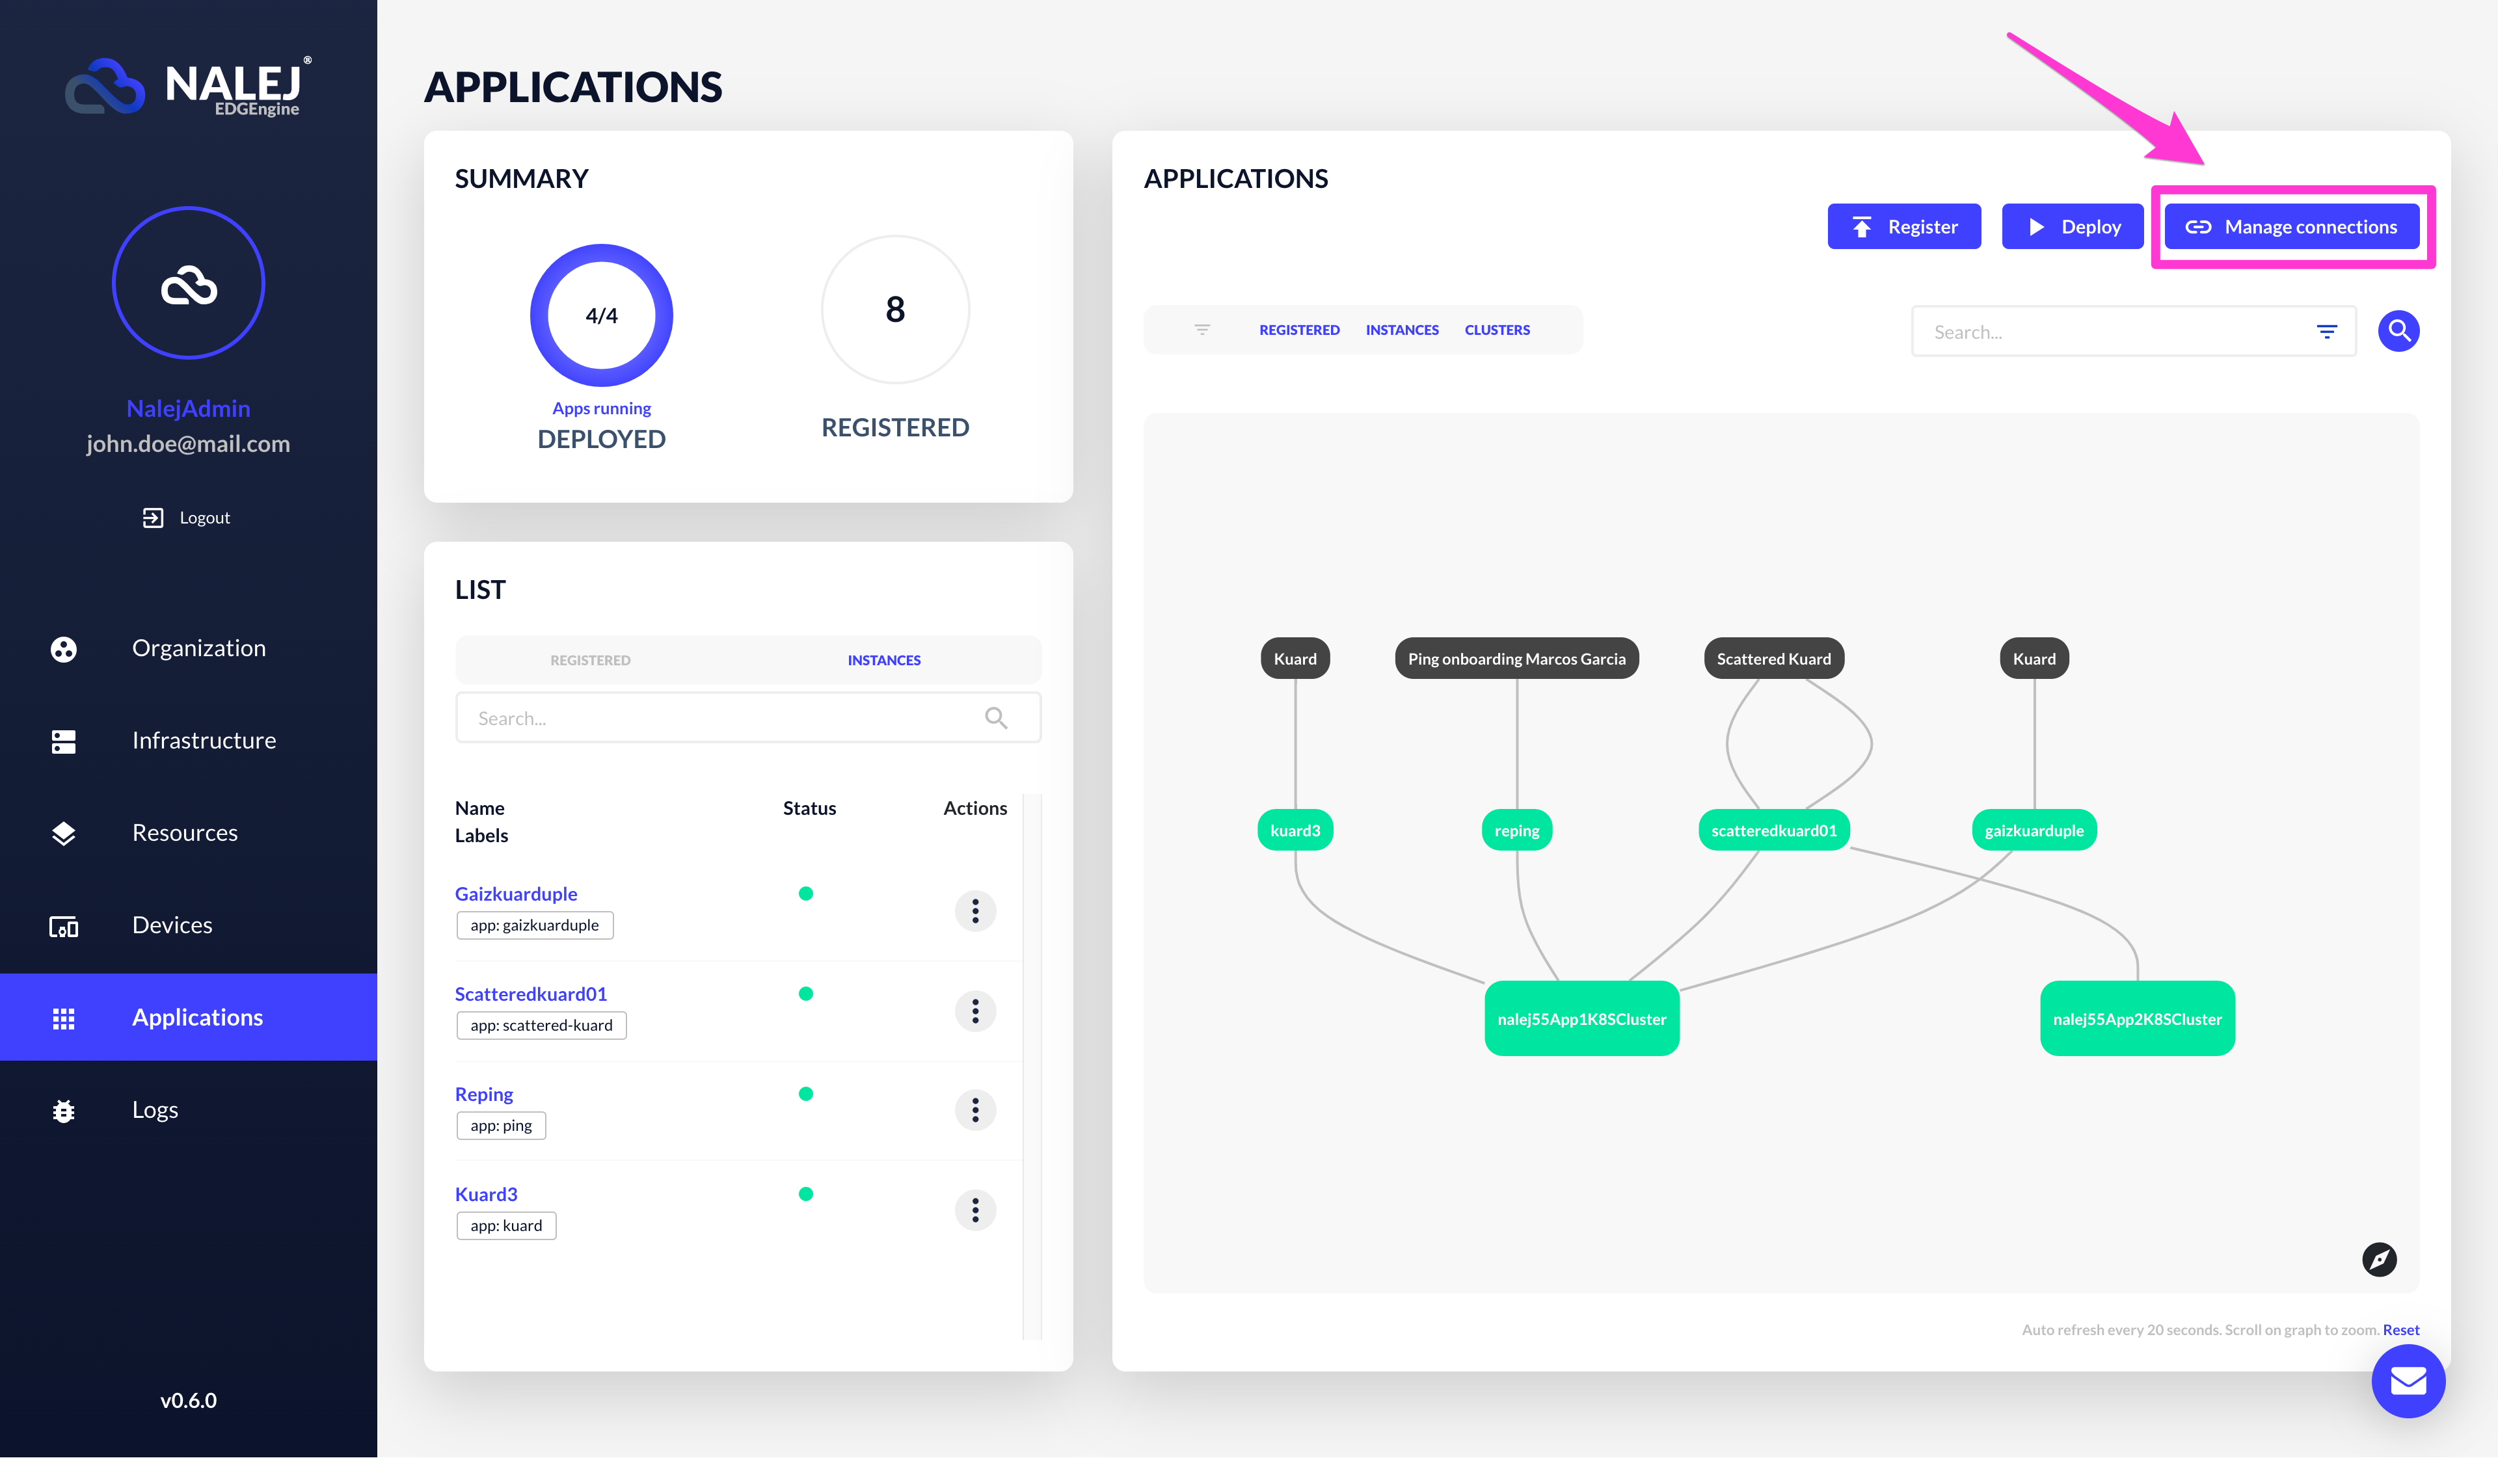 NALEJ®
EDGEngine
NalejAdmin
john.doe@mail.com
Logout
Organization
Infrastructure
Resources
Devices
Applications
Logs
v0.6.0
APPLICATIONS
SUMMARY
4/4
Apps running
DEPLOYED
8
REGISTERED
LIST
REGISTERED INSTANCES
Search...
Name Status Actions
Labels
Gaizkuarduple
app: gaizkuarduple
Scatteredkuard01
app: scattered-kuard
Reping
app: ping
Kuard3
app: kuard
APPLICATIONS
Register Deploy Manage connections
REGISTERED INSTANCES CLUSTERS
Search...
Kuard Ping onboarding Marcos Garcia Scattered Kuard Kuard
kuard3 reping scatteredkuard01 gaizkuarduple
nalej55App1K8SCluster nalej55App2K8SCluster
Auto refresh every 20 seconds. Scroll on graph to zoom. Reset